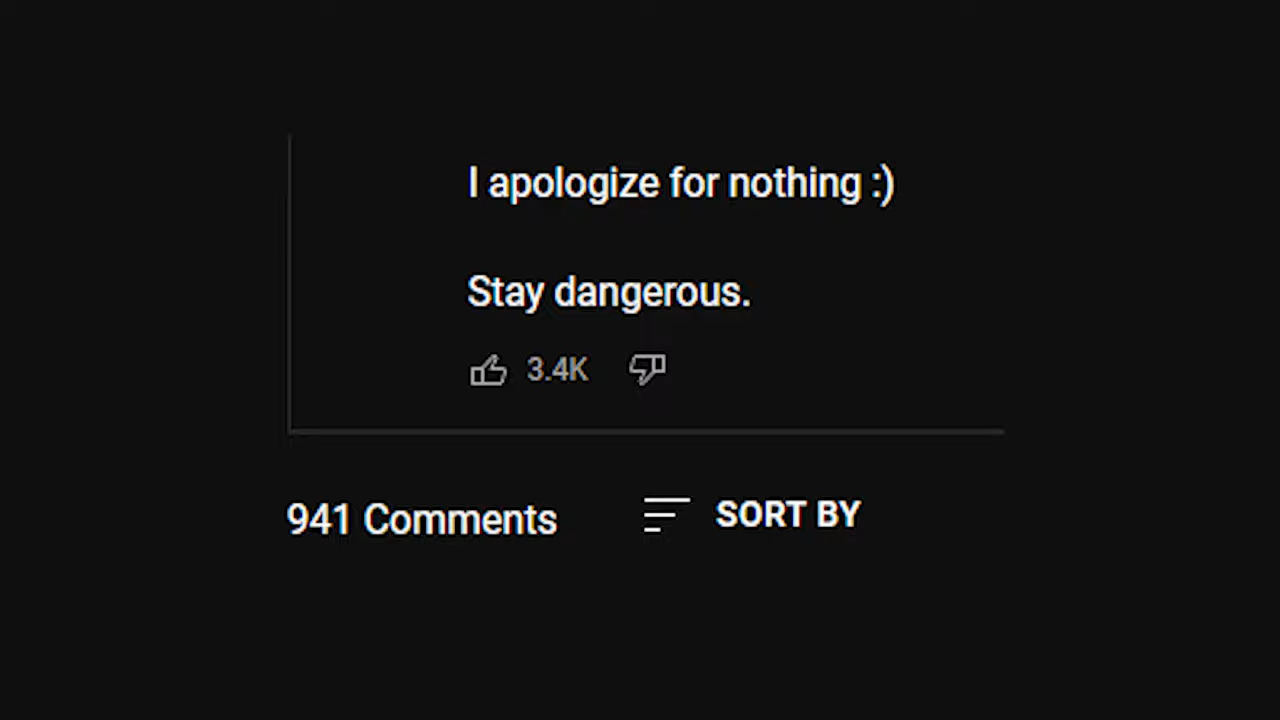 I apologize for nothing :)
Stay dangerous.
3.4K
941 Comments
SORT BY